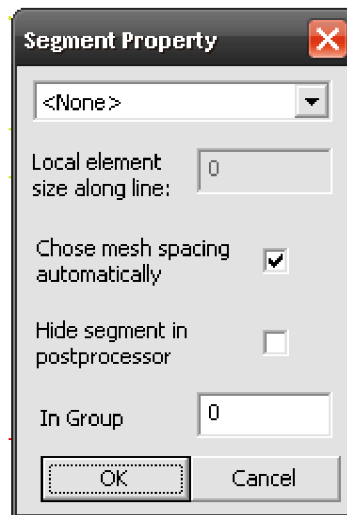 Segment Property
<None>
Local element
size along line:
0
Chose mesh spacing
automatically
Hide segment in
postprocessor
In Group
0
OK
Cancel